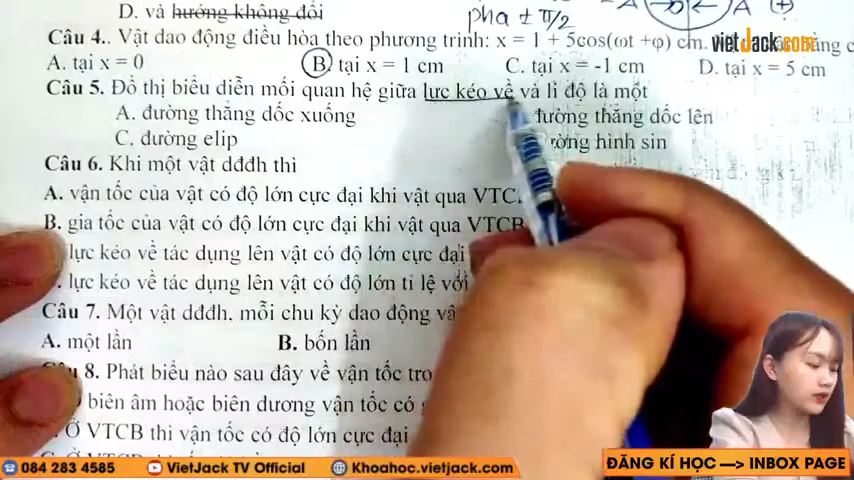 D. và hướng không đổi
pha ± π/2
A
A
(+)
Câu 4.. Vật dao động điều hòa theo phương trình: x = 1 + 5cos(ωt +φ) cm.
vietJack.com
A. tại x = 0 B. tại x = 1 cm C. tại x = -1 cm D. tại x = 5 cm
Câu 5. Đồ thị biểu diễn mối quan hệ giữa lực kéo về và li độ là một
A. đường thẳng dốc xuống đường thẳng dốc lên
C. đường elip hình sin
Câu 6. Khi một vật dđđh thì
A. vận tốc của vật có độ lớn cực đại khi vật qua
B. gia tốc của vật có độ lớn cực đại khi vật qua VTCB
lực kéo về tác dụng lên vật có độ lớn cực đại
lực kéo về tác dụng lên vật có độ lớn tỉ lệ với
Câu 7. Một vật dđđh, mỗi chu kỳ dao động
A. một lần B. bốn lần
8. Phát biểu nào sau đây về vận tốc
biên âm hoặc biên dương vận tốc có
Ở VTCB thì vận tốc có độ lớn cực đại
084 283 4585 VietJack TV Official Khoahoc.vietjack.com
ĐĂNG KÍ HỌC —> INBOX PAGE